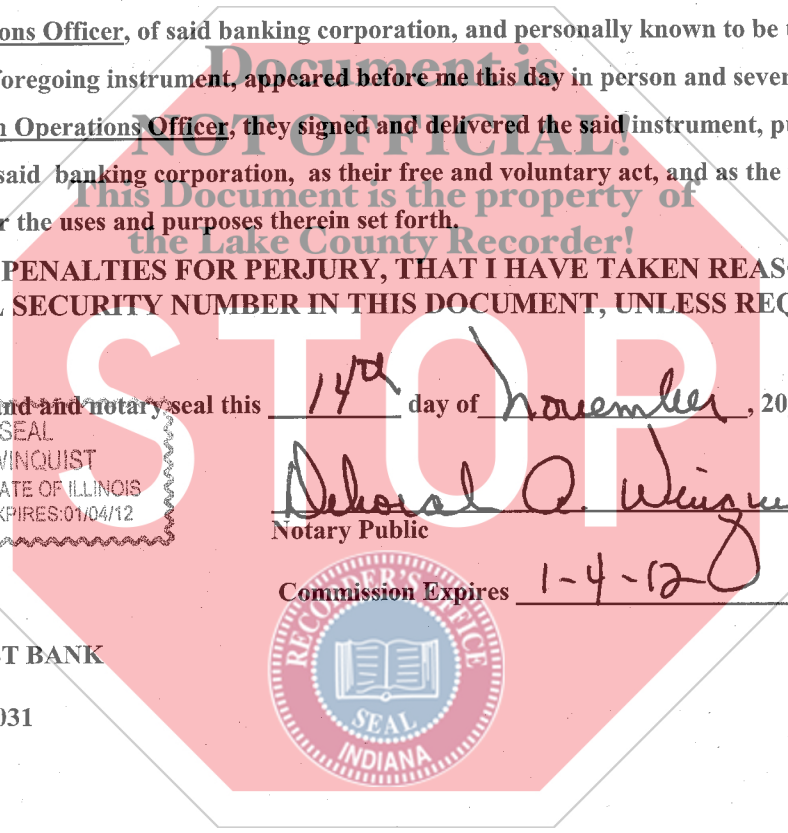 ons Officer, of said banking corporation, and personally known to be
Document is
foregoing instrument, appeared before me this day in person and sever
n Operations Officer, they signed and delivered the said instrument, pu
NOT OFFICIAL!
said banking corporation, as their free and voluntary act, and as the
This Document is the property of
r the uses and purposes therein set forth.
the Lake County Recorder!
PENALTIES FOR PERJURY, THAT I HAVE TAKEN REAS
L SECURITY NUMBER IN THIS DOCUMENT, UNLESS REQ
STOP
and and notary seal this 14th day of November, 20
SEAL
WINQUIST
ATE OF ILLINOIS
XPIRES:01/04/12
Deborah A. Winqu
Notary Public
Commission Expires 1-4-12
RECORDER'S OFFICE
SEAL
INDIANA
ST BANK
031